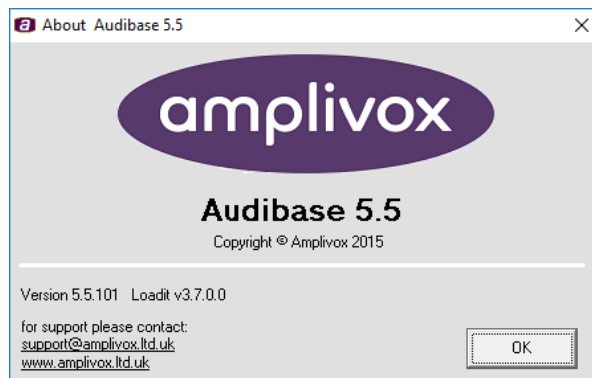 About Audibase 5.5
amplivox
Audibase 5.5
Copyright © Amplivox 2015
Version 5.5.101 Loadit v3.7.0.0
for support please contact:
support@amplivox.ltd.uk
www.amplivox.ltd.uk
OK